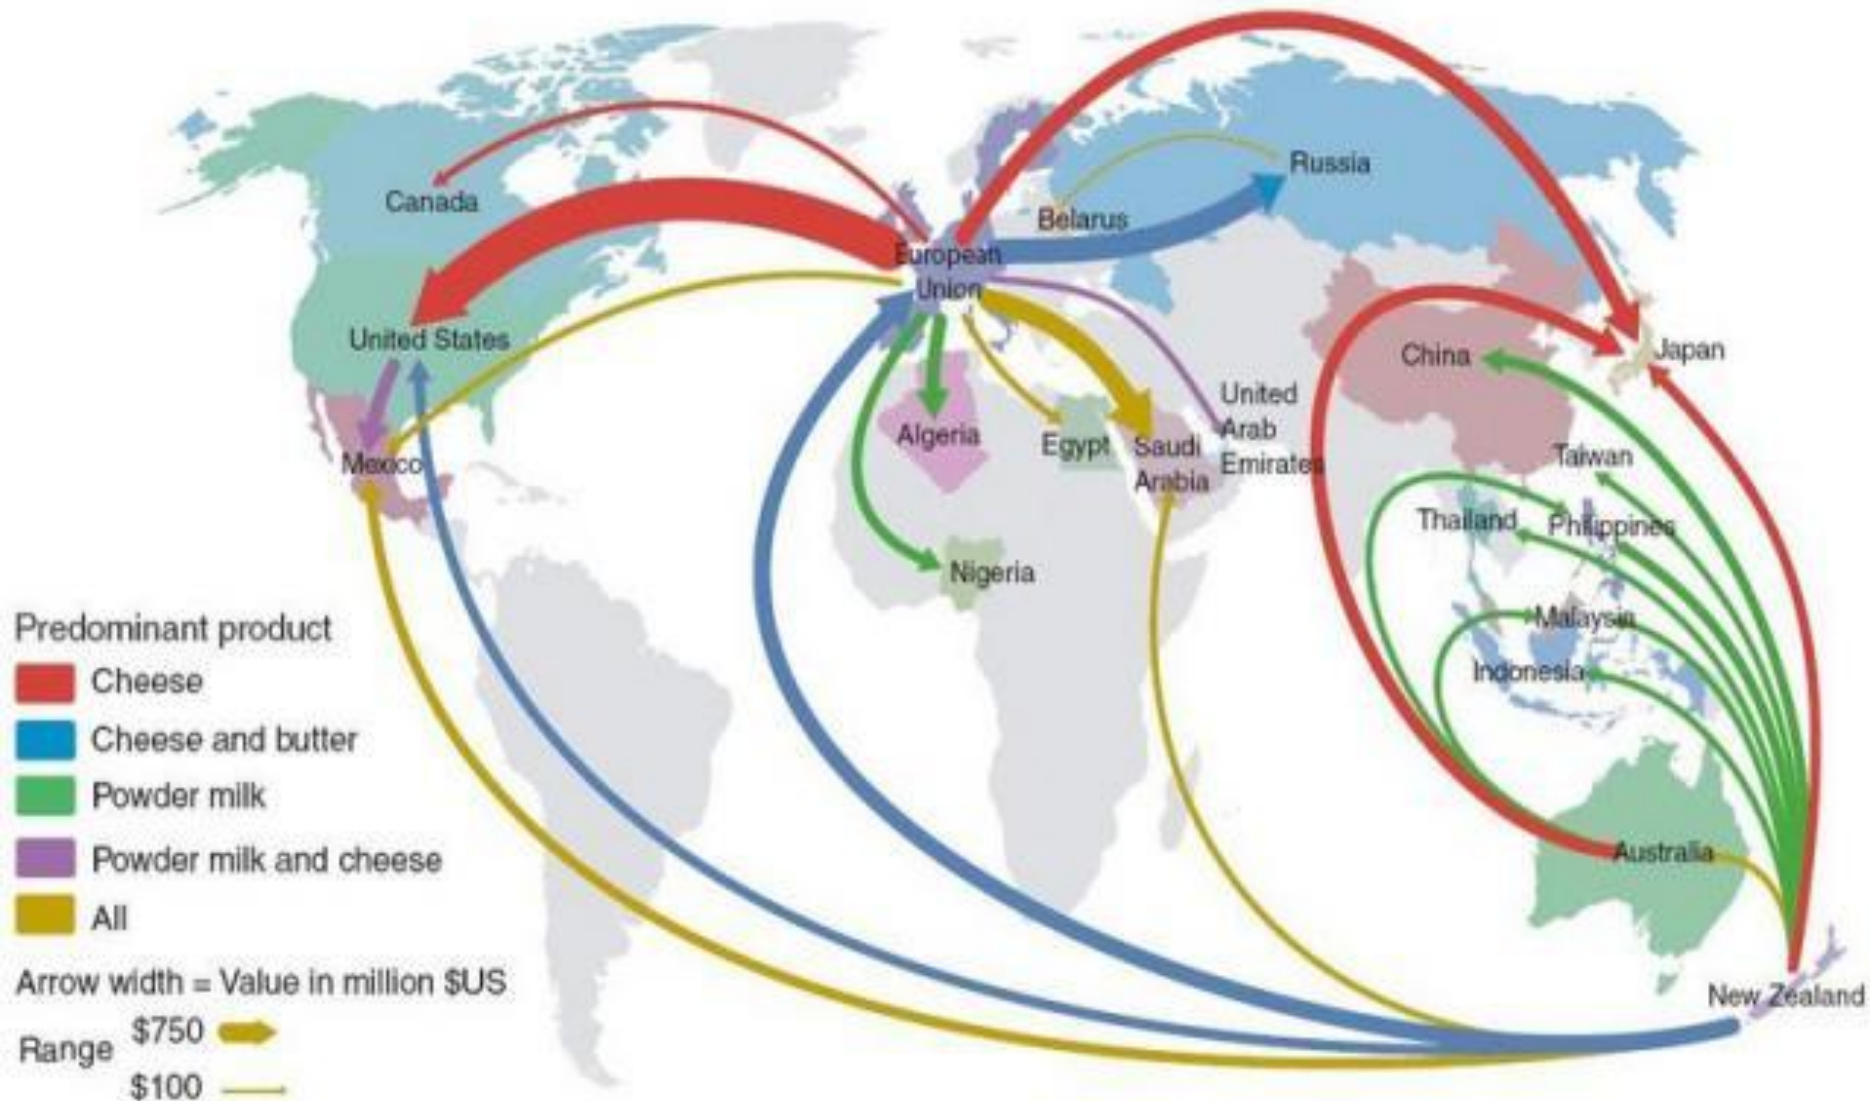 Canada
Russia
Belarus
European
Union
United States
Japan
China
United
Arab
Emirates
Algeria
Egypt
Saudi
Arabia
Mexico
Taiwan
Thailand
Philippines
Nigeria
Malaysia
Indonesia
Predominant product
Cheese
Cheese and butter
Powder milk
Powder milk and cheese
All
Australia
Arrow width = Value in million $US
New Zealand
Range
$750
$100